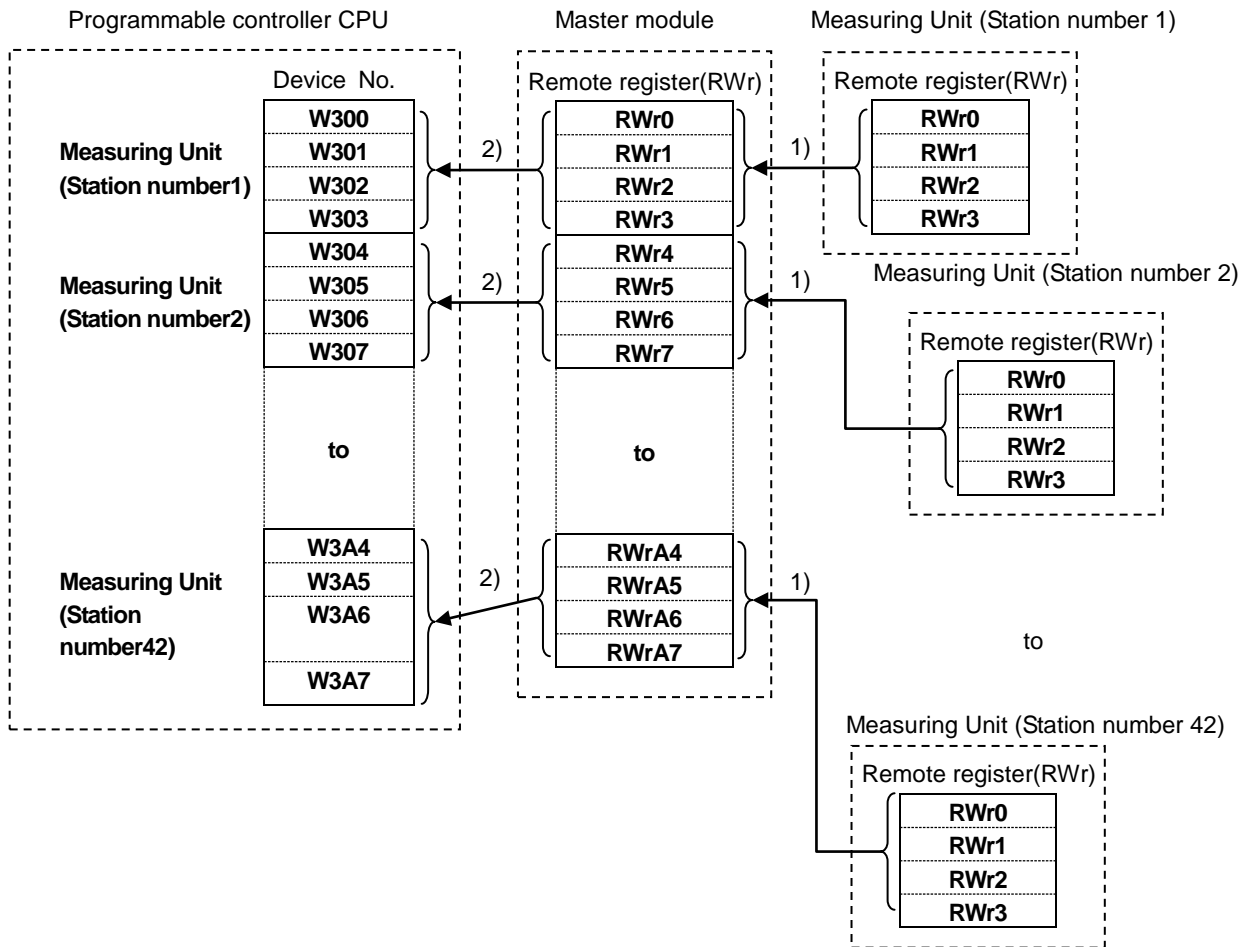 Programmable controller CPU
Master module
Measuring Unit (Station number 1)
Device No.
Remote register(RWr)
Remote register(RWr)
Measuring Unit
(Station number1)
W300
W301
W302
W303
2)
RWr0
RWr1
RWr2
RWr3
1)
RWr0
RWr1
RWr2
RWr3
Measuring Unit
(Station number2)
W304
W305
W306
W307
2)
RWr4
RWr5
RWr6
RWr7
1)
Measuring Unit (Station number 2)
Remote register(RWr)
RWr0
RWr1
RWr2
RWr3
to
to
Measuring Unit
(Station
number42)
W3A4
W3A5
W3A6
W3A7
2)
RWrA4
RWrA5
RWrA6
RWrA7
1)
to
Measuring Unit (Station number 42)
Remote register(RWr)
RWr0
RWr1
RWr2
RWr3